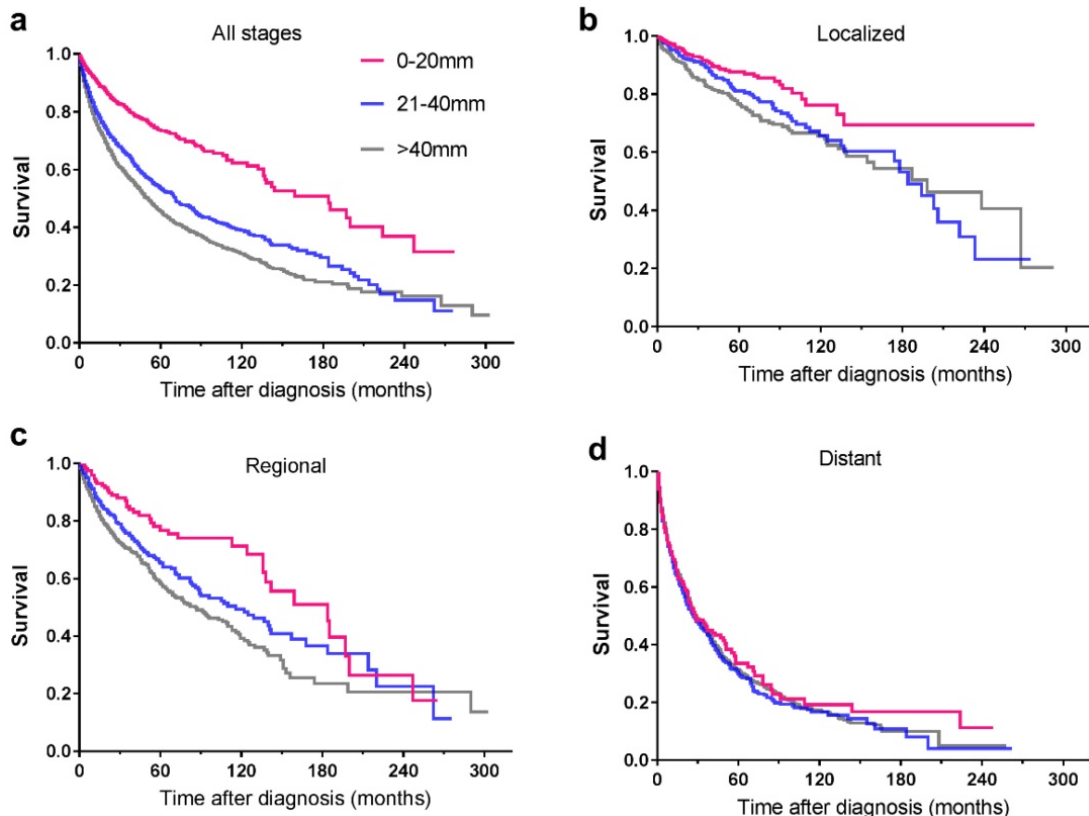 a
All stages
1.0
0.8
0.6
0.4
0.2
0.0
Survival
0-20mm
21-40mm
>40mm
0 60 120 180 240 300
Time after diagnosis (months)
b
Localized
1.0
0.8
0.6
0.4
0.2
0.0
Survival
0 60 120 180 240 300
Time after diagnosis (months)
c
Regional
1.0
0.8
0.6
0.4
0.2
0.0
Survival
0 60 120 180 240 300
Time after diagnosis (months)
d
Distant
1.0
0.8
0.6
0.4
0.2
0.0
Survival
0 60 120 180 240 300
Time after diagnosis (months)